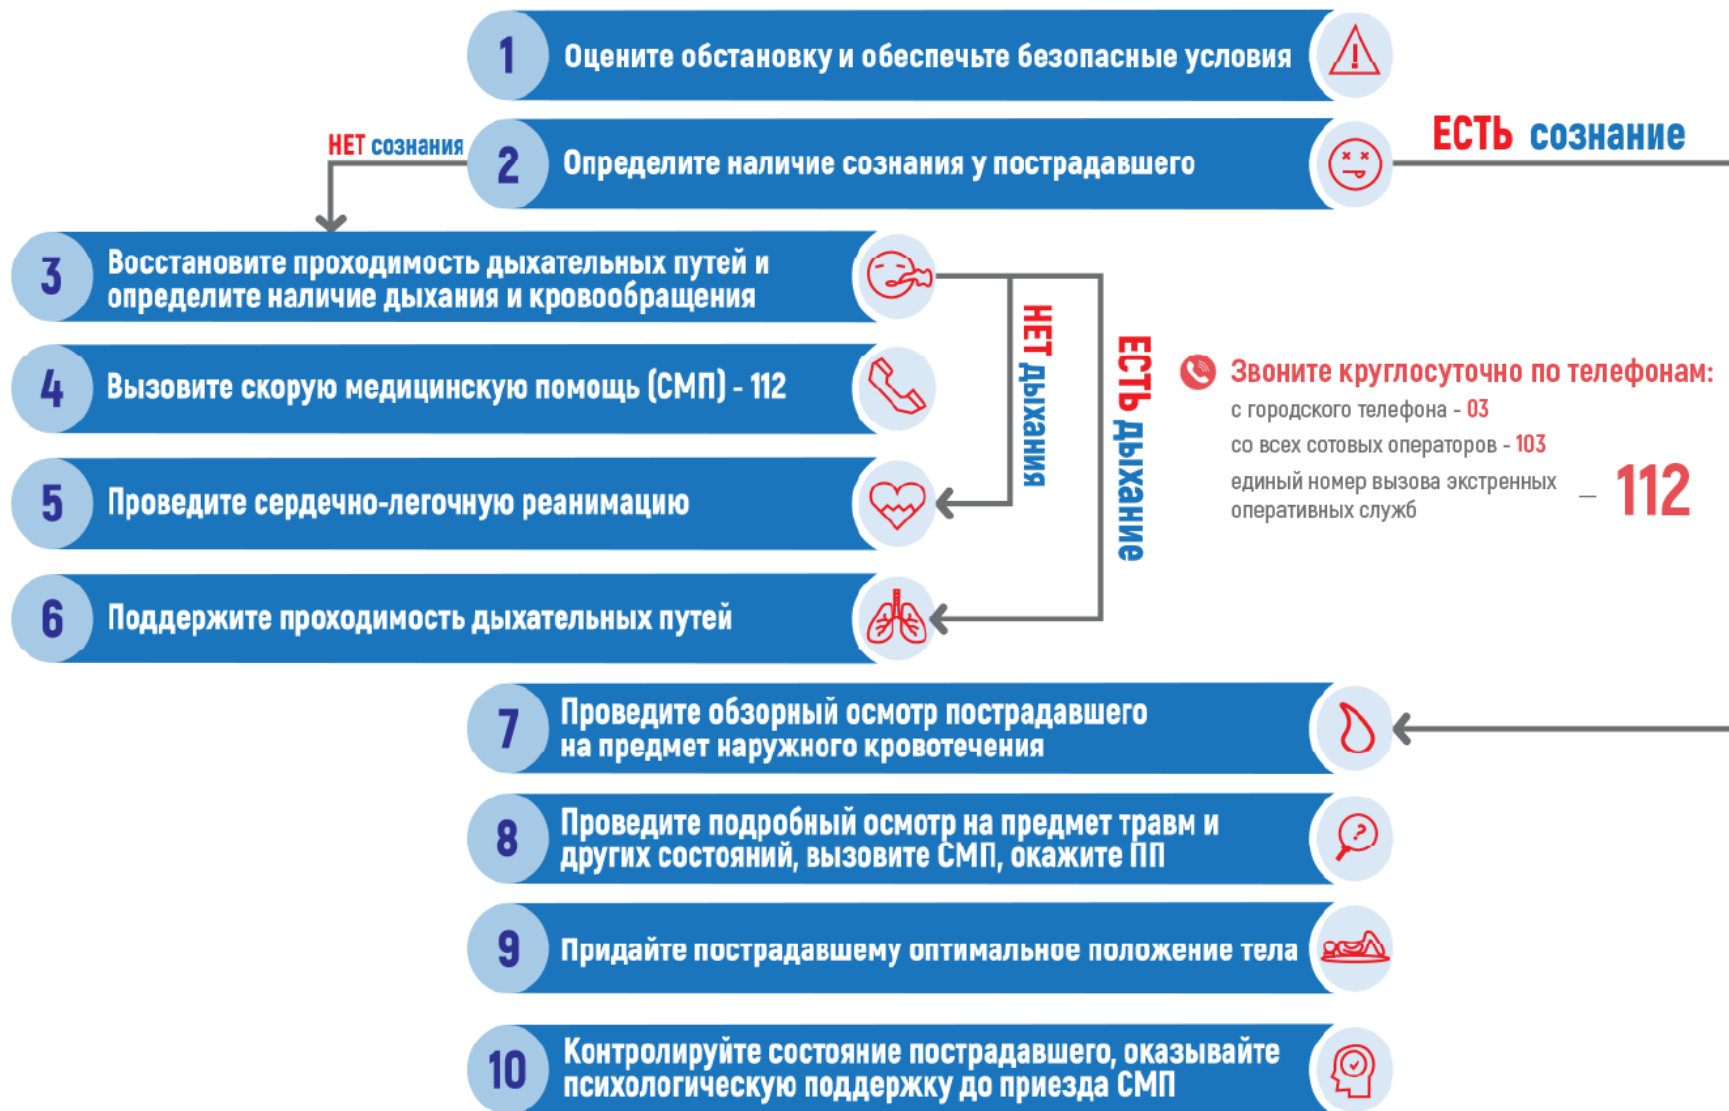 1
Оцените обстановку и обеспечьте безопасные условия
НЕТ сознания
2
Определите наличие сознания у пострадавшего
ЕСТЬ сознание
3
Восстановите проходимость дыхательных путей и
определите наличие дыхания и кровообращения
НЕТ дыхания
ЕСТЬ дыхание
4
Вызовите скорую медицинскую помощь (СМП) - 112
Звоните круглосуточно по телефонам:
с городского телефона - 03
со всех сотовых операторов - 103
единый номер вызова экстренных
оперативных служб
— 112
5
Проведите сердечно-легочную реанимацию
6
Поддержите проходимость дыхательных путей
7
Проведите обзорный осмотр пострадавшего
на предмет наружного кровотечения
8
Проведите подробный осмотр на предмет травм и
других состояний, вызовите СМП, окажите ПП
9
Придайте пострадавшему оптимальное положение тела
10
Контролируйте состояние пострадавшего, оказывайте
психологическую поддержку до приезда СМП